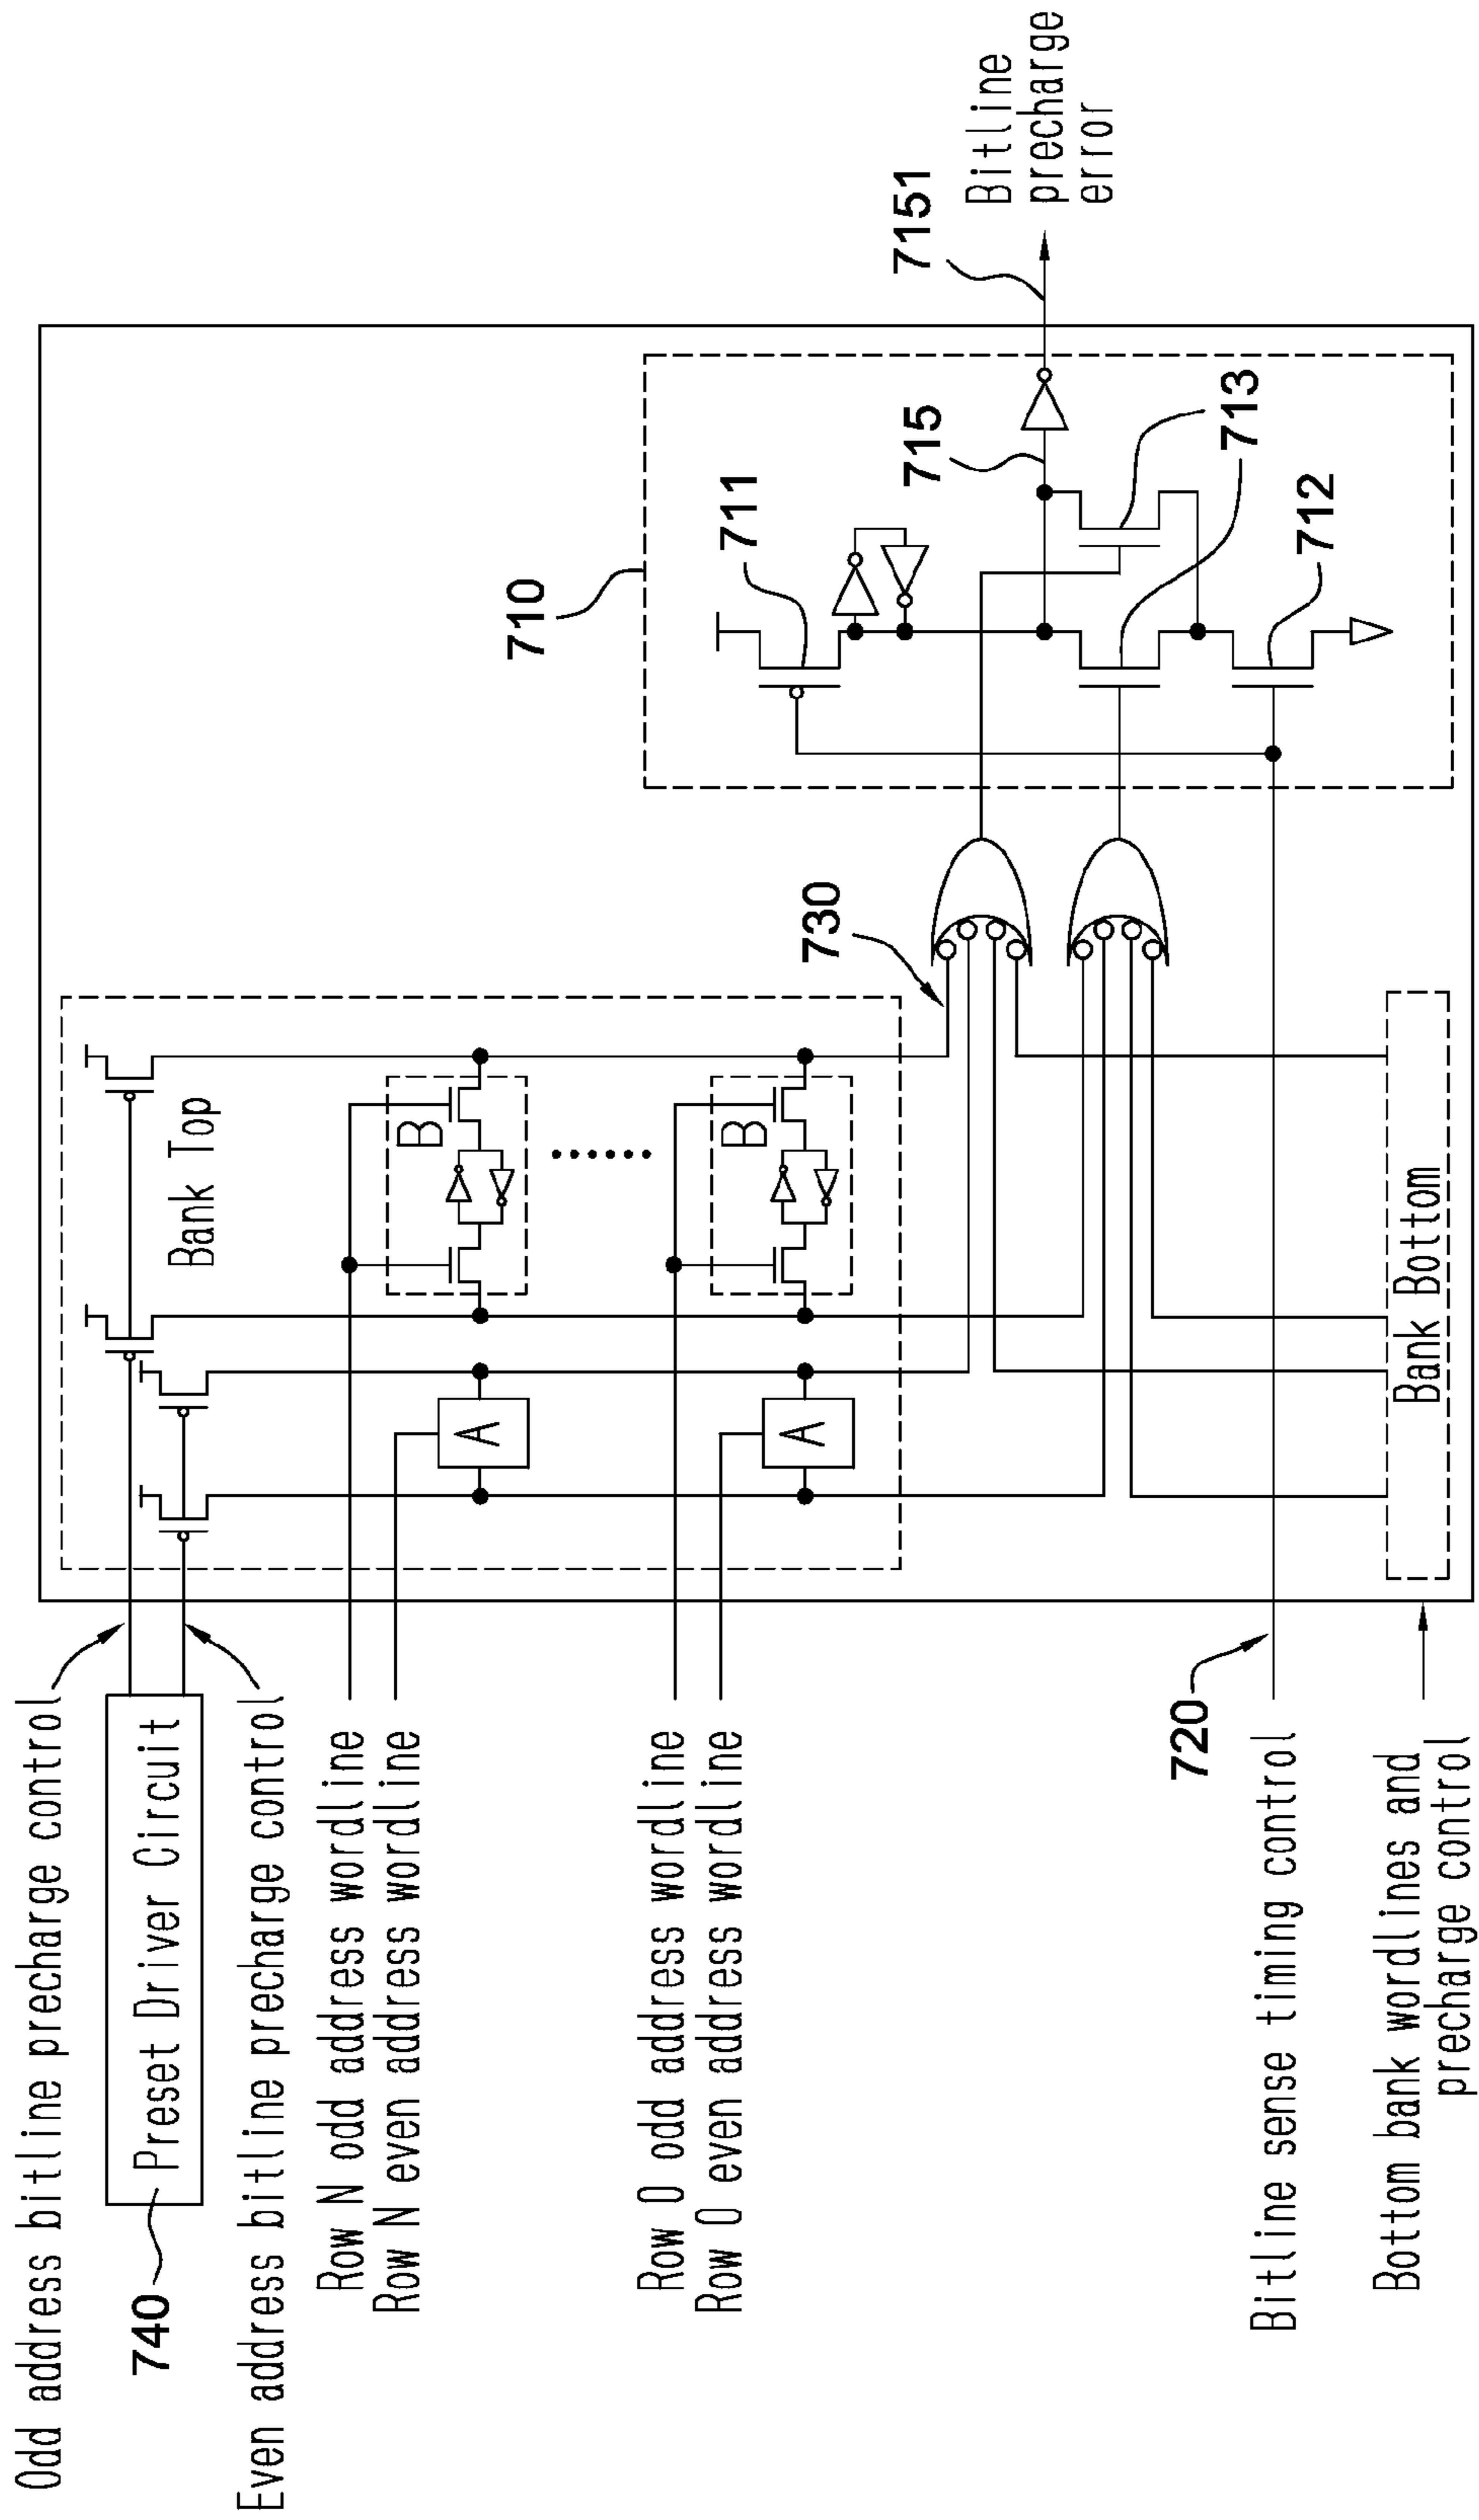 Odd address bitline precharge control
Preset Driver Circuit
740
Even address bitline precharge control
Row N odd address wordline
Row N even address wordline
Row 0 odd address wordline
Row 0 even address wordline
720
Bitline sense timing control
Bottom bank wordlines and
precharge control
Bank Top
B
B
A
A
Bank Bottom
730
710
711
715
713
712
7151
Bitline
precharge
error